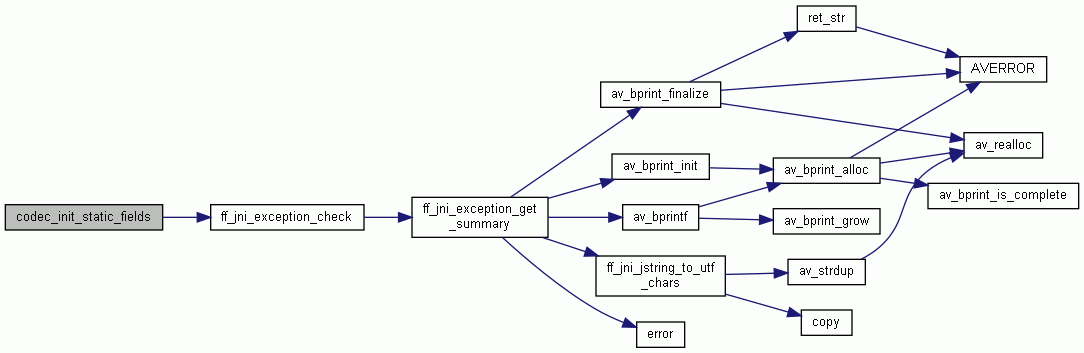 codec_init_static_fields
ff_jni_exception_check
ff_jni_exception_get
_summary
av_bprint_finalize
ret_str
AVERROR
av_realloc
av_bprint_init
av_bprint_alloc
av_bprint_is_complete
av_bprintf
av_bprint_grow
ff_jni_jstring_to_utf
_chars
av_strdup
copy
error